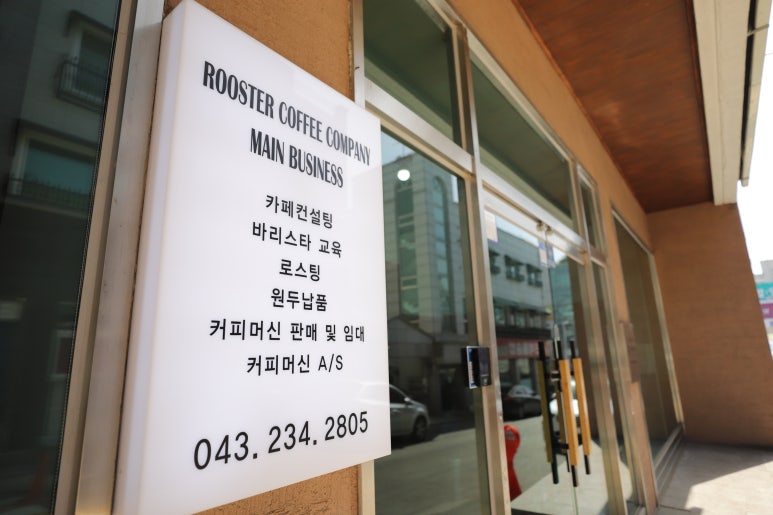 ROOSTER COFFEE COMPANY
MAIN BUSINESS
카페컨설팅
바리스타 교육
로스팅
원두납품
커피머신 판매 및 임대
커피머신 A/S
043. 234. 2805